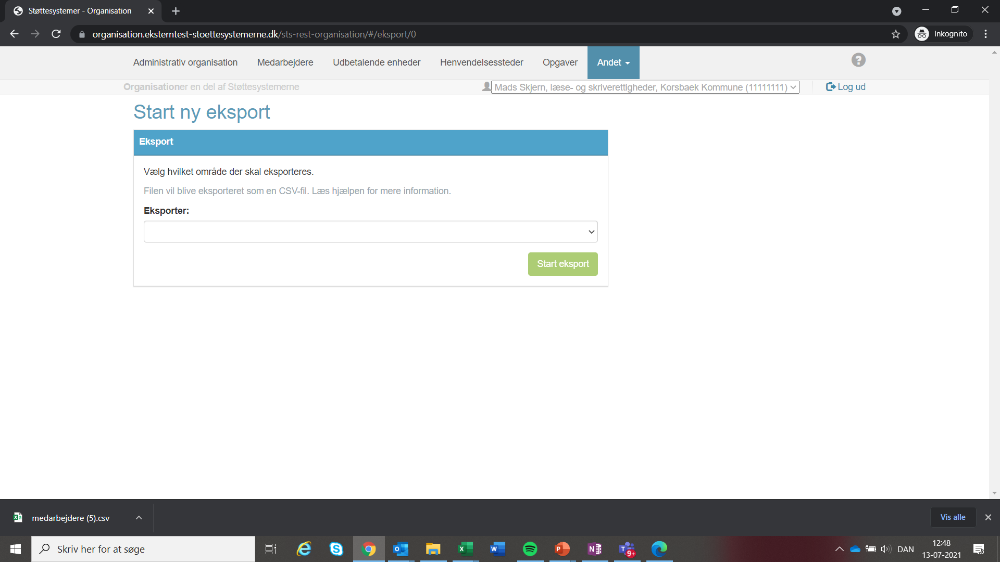 Støttesystemer - Organisation
organisation.eksterntest-stoettesystemerne.dk/sts-rest-organisation/#/eksport/0
Inkognito
Administrativ organisation Medarbejdere Udbetalende enheder Henvendelsessteder Opgaver Andet
?
Organisationer en del af Støttesystemerne
Mads Skjern, læse- og skriverettigheder, Korsbaek Kommune (11111111)
Log ud
Start ny eksport
Eksport
Vælg hvilket område der skal eksporteres.
Filen vil blive eksporteret som en CSV-fil. Læs hjælpen for mere information.
Eksporter:
Start eksport
medarbejdere (5).csv
Vis alle
Skriv her for at søge
9+
DAN
12:48
13-07-2021